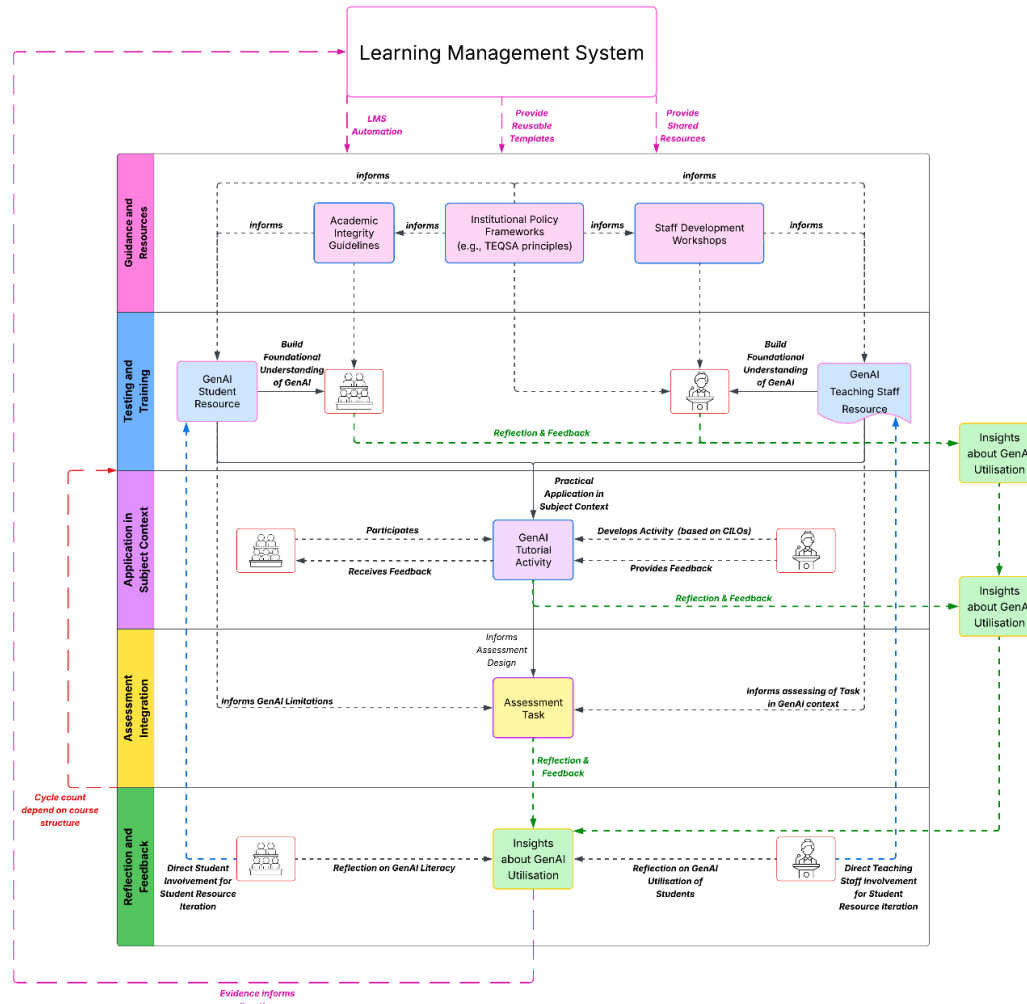 Learning Management System
LMS
Automation
Provide
Reusable
Templates
Provide
Shared
Resources
Guidance and
Resources
informs
informs
informs
Academic
Integrity
Guidelines
informs
Institutional Policy
Frameworks
(e.g., TEQSA principles)
informs
Staff Development
Workshops
informs
Testing and
Training
GenAI
Student
Resource
Build
Foundational
Understanding
of GenAI
Build
Foundational
Understanding
of GenAI
GenAI
Teaching Staff
Resource
Reflection & Feedback
Insights
about GenA
Utilisation
Application in
Subject Context
Practical
Application in
Subject Context
Participates
Receives Feedback
GenAI
Tutorial
Activity
Develops Activity (based on CILOs)
Provides Feedback
Reflection & Feedback
Insights
about GenA
Utilisation
Assessment
Integration
Informs
Assessment
Design
Informs GenAI Limitations
Assessment
Task
Informs assessing of Task
in GenAI context
Reflection &
Feedback
Cycle count
depend on course
structure
Reflection and
Feedback
Direct Student
Involvement for
Student Resource
Iteration
Reflection on GenAI Literacy
Insights
about GenAI
Utilisation
Reflection on GenAI
Utilisation of
Students
Direct Teaching
Staff Involvement
for Student
Resource Iteration
Evidence informs